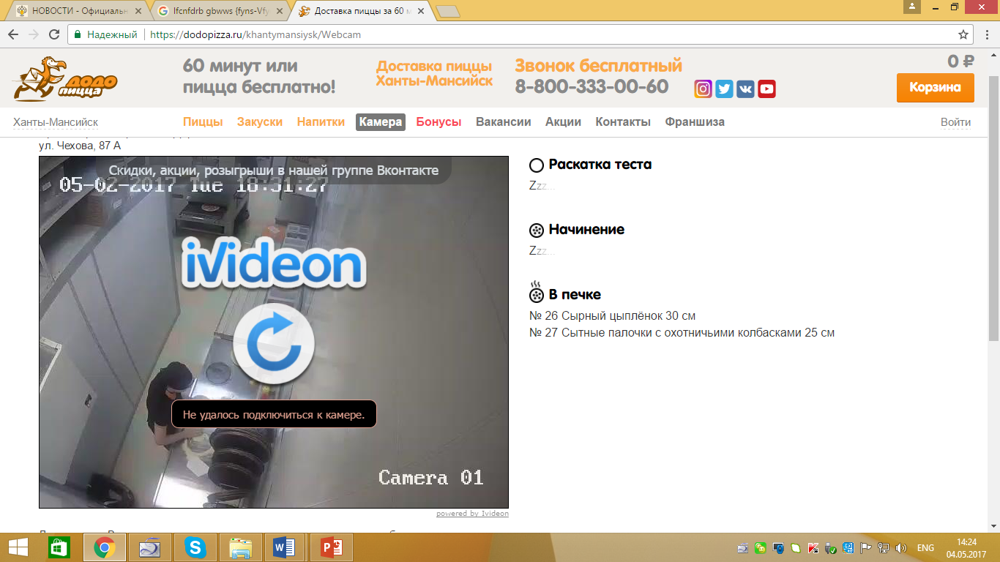 НОВОСТИ - Официальн
lfcnfdrb gbwws {fyns-Vfy
Доставка пиццы за 60 м
Надежный
https://dodopizza.ru/khantymansiysk/Webcam
ДОДО
пицца
60 минут или
пицца бесплатно!
Доставка пиццы
Ханты-Мансийск
Звонок бесплатный
8-800-333-00-60
0 ₽
Корзина
Ханты-Мансийск
Пиццы Закуски Напитки Камера Бонусы Вакансии Акции Контакты Франшиза
Войти
ул. Чехова, 87 А
Скидки, акции, розыгрыши в нашей группе Вконтакте
05-02-2017 Tue 18:31:27
iVideon
Не удалось подключиться к камере.
Camera 01
powered by Ivideon
Раскатка теста
Zzz...
Начинение
Zzz...
В печке
№ 26 Сырный цыплёнок 30 см
№ 27 Сытные палочки с охотничьими колбасками 25 см
ENG
14:24
04.05.2017